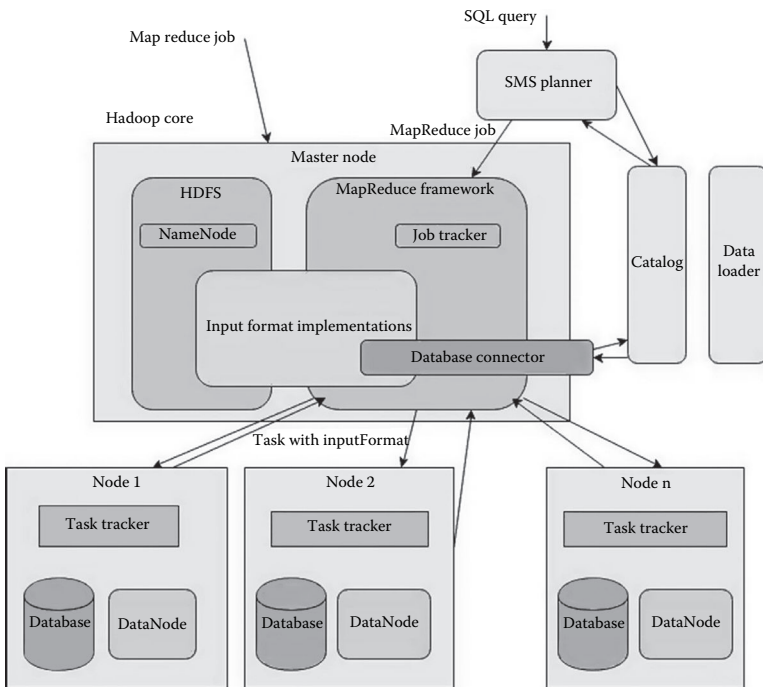 SQL query
Map reduce job
SMS planner
Hadoop core
MapReduce job
Master node
HDFS
MapReduce framework
NameNode
Job tracker
Catalog
Data
loader
Input format implementations
Database connector
Task with inputFormat
Node 1
Node 2
Node n
Task tracker
Task tracker
Task tracker
Database
DataNode
Database
DataNode
Database
DataNode